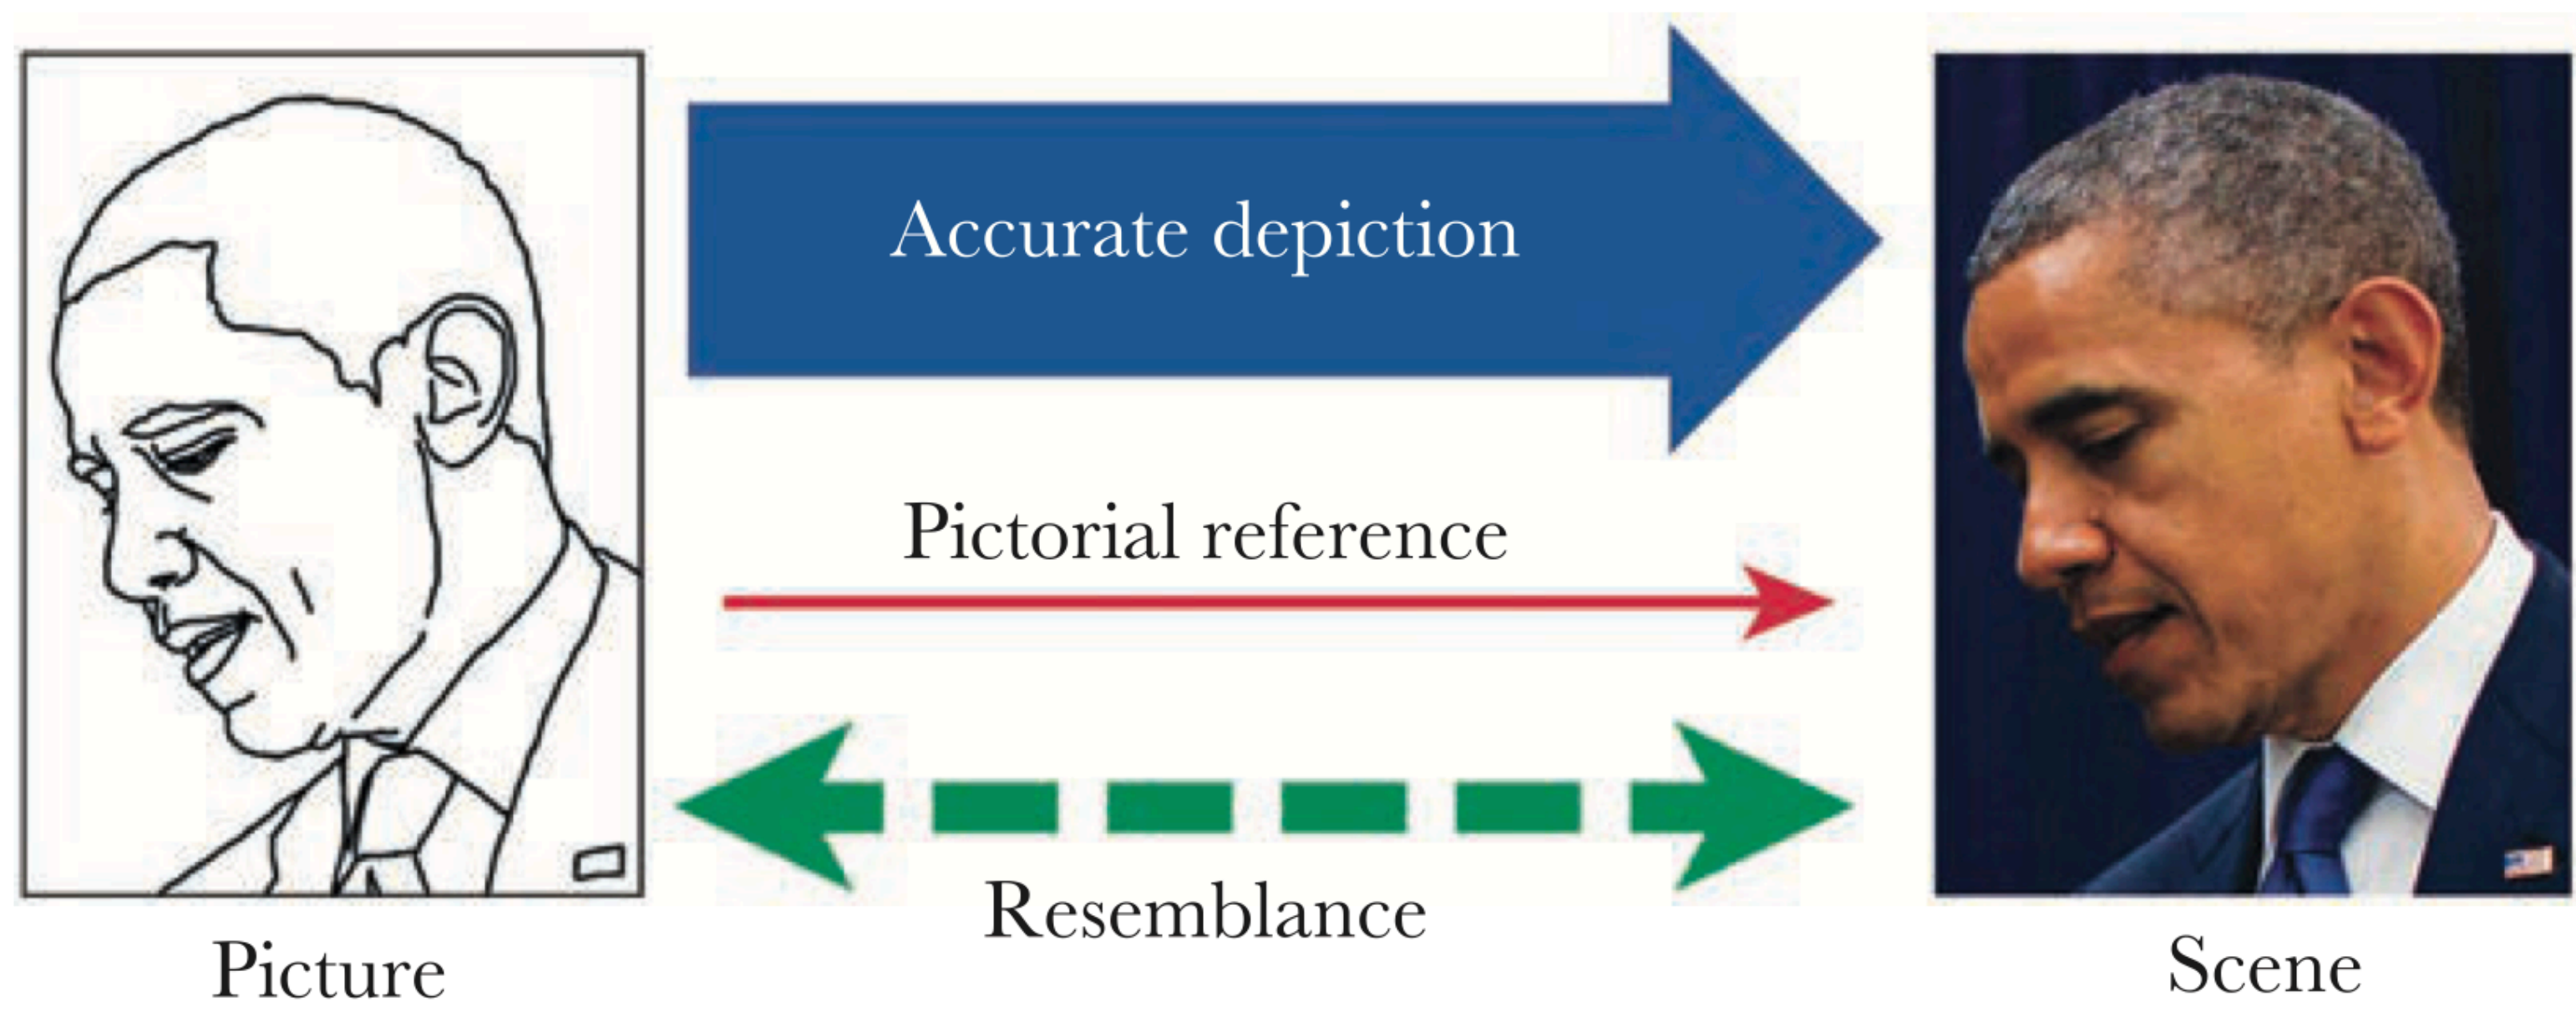 Accurate depiction
Pictorial reference
Resemblance
Picture
Scene